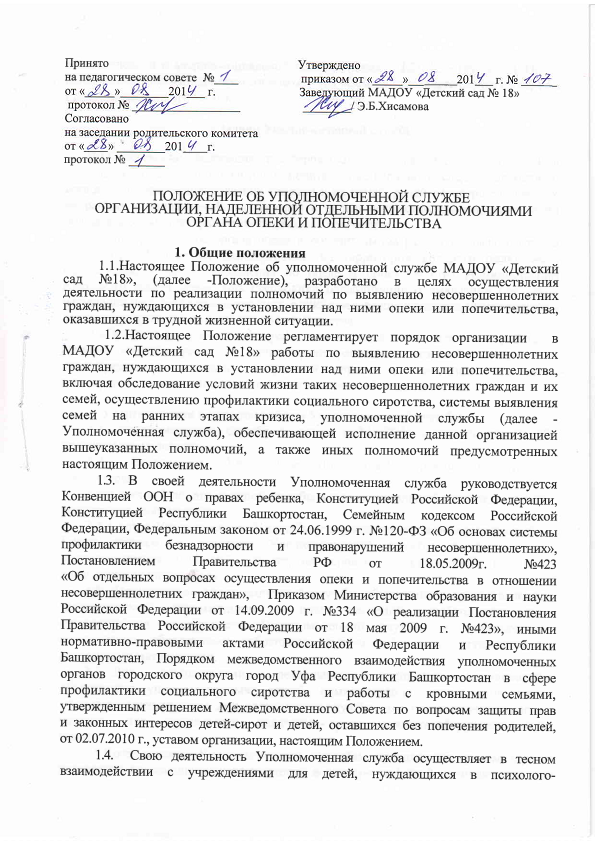 Принято
на педагогическом совете №1
от «28» 08 2014 г.
протокол №
Согласовано
на заседании родительского комитета
от «28» 08 2014 г.
протокол № 1
Утверждено
приказом от «28» 08 2014 г. № 107
Заведующий МАДОУ «Детский сад № 18»
/ Э.Б.Хисамова
ПОЛОЖЕНИЕ ОБ УПОЛНОМОЧЕННОЙ СЛУЖБЕ
ОРГАНИЗАЦИИ, НАДЕЛЕННОЙ ОТДЕЛЬНЫМИ ПОЛНОМОЧИЯМИ
ОРГАНА ОПЕКИ И ПОПЕЧИТЕЛЬСТВА
1. Общие положения
1.1.Настоящее Положение об уполномоченной службе МАДОУ «Детский
сад №18», (далее -Положение), разработано в целях осуществления
деятельности по реализации полномочий по выявлению несовершеннолетних
граждан, нуждающихся в установлении над ними опеки или попечительства,
оказавшихся в трудной жизненной ситуации.
1.2.Настоящее Положение регламентирует порядок организации в
МАДОУ «Детский сад №18» работы по выявлению несовершеннолетних
граждан, нуждающихся в установлении над ними опеки или попечительства,
включая обследование условий жизни таких несовершеннолетних граждан и их
семей, осуществлению профилактики социального сиротства, системы выявления
семей на ранних этапах кризиса, уполномоченной службы (далее -
Уполномоченная служба), обеспечивающей исполнение данной организацией
вышеуказанных полномочий, а также иных полномочий предусмотренных
настоящим Положением.
1.3. В своей деятельности Уполномоченная служба руководствуется
Конвенцией ООН о правах ребенка, Конституцией Российской Федерации,
Конституцией Республики Башкортостан, Семейным кодексом Российской
Федерации, Федеральным законом от 24.06.1999 г. №120-ФЗ «Об основах системы
профилактики безнадзорности и правонарушений несовершеннолетних»,
Постановлением Правительства РФ от 18.05.2009г. №423
«Об отдельных вопросах осуществления опеки и попечительства в отношении
несовершеннолетних граждан», Приказом Министерства образования и науки
Российской Федерации от 14.09.2009 г. №334 «О реализации Постановления
Правительства Российской Федерации от 18 мая 2009 г. №423», иными
нормативно-правовыми актами Российской Федерации и Республики
Башкортостан, Порядком межведомственного взаимодействия уполномоченных
органов городского округа город Уфа Республики Башкортостан в сфере
профилактики социального сиротства и работы с кровными семьями,
утвержденным решением Межведомственного Совета по вопросам защиты прав
и законных интересов детей-сирот и детей, оставшихся без попечения родителей,
от 02.07.2010 г., уставом организации, настоящим Положением.
1.4. Свою деятельность Уполномоченная служба осуществляет в тесном
взаимодействии с учреждениями для детей, нуждающихся в психолого-